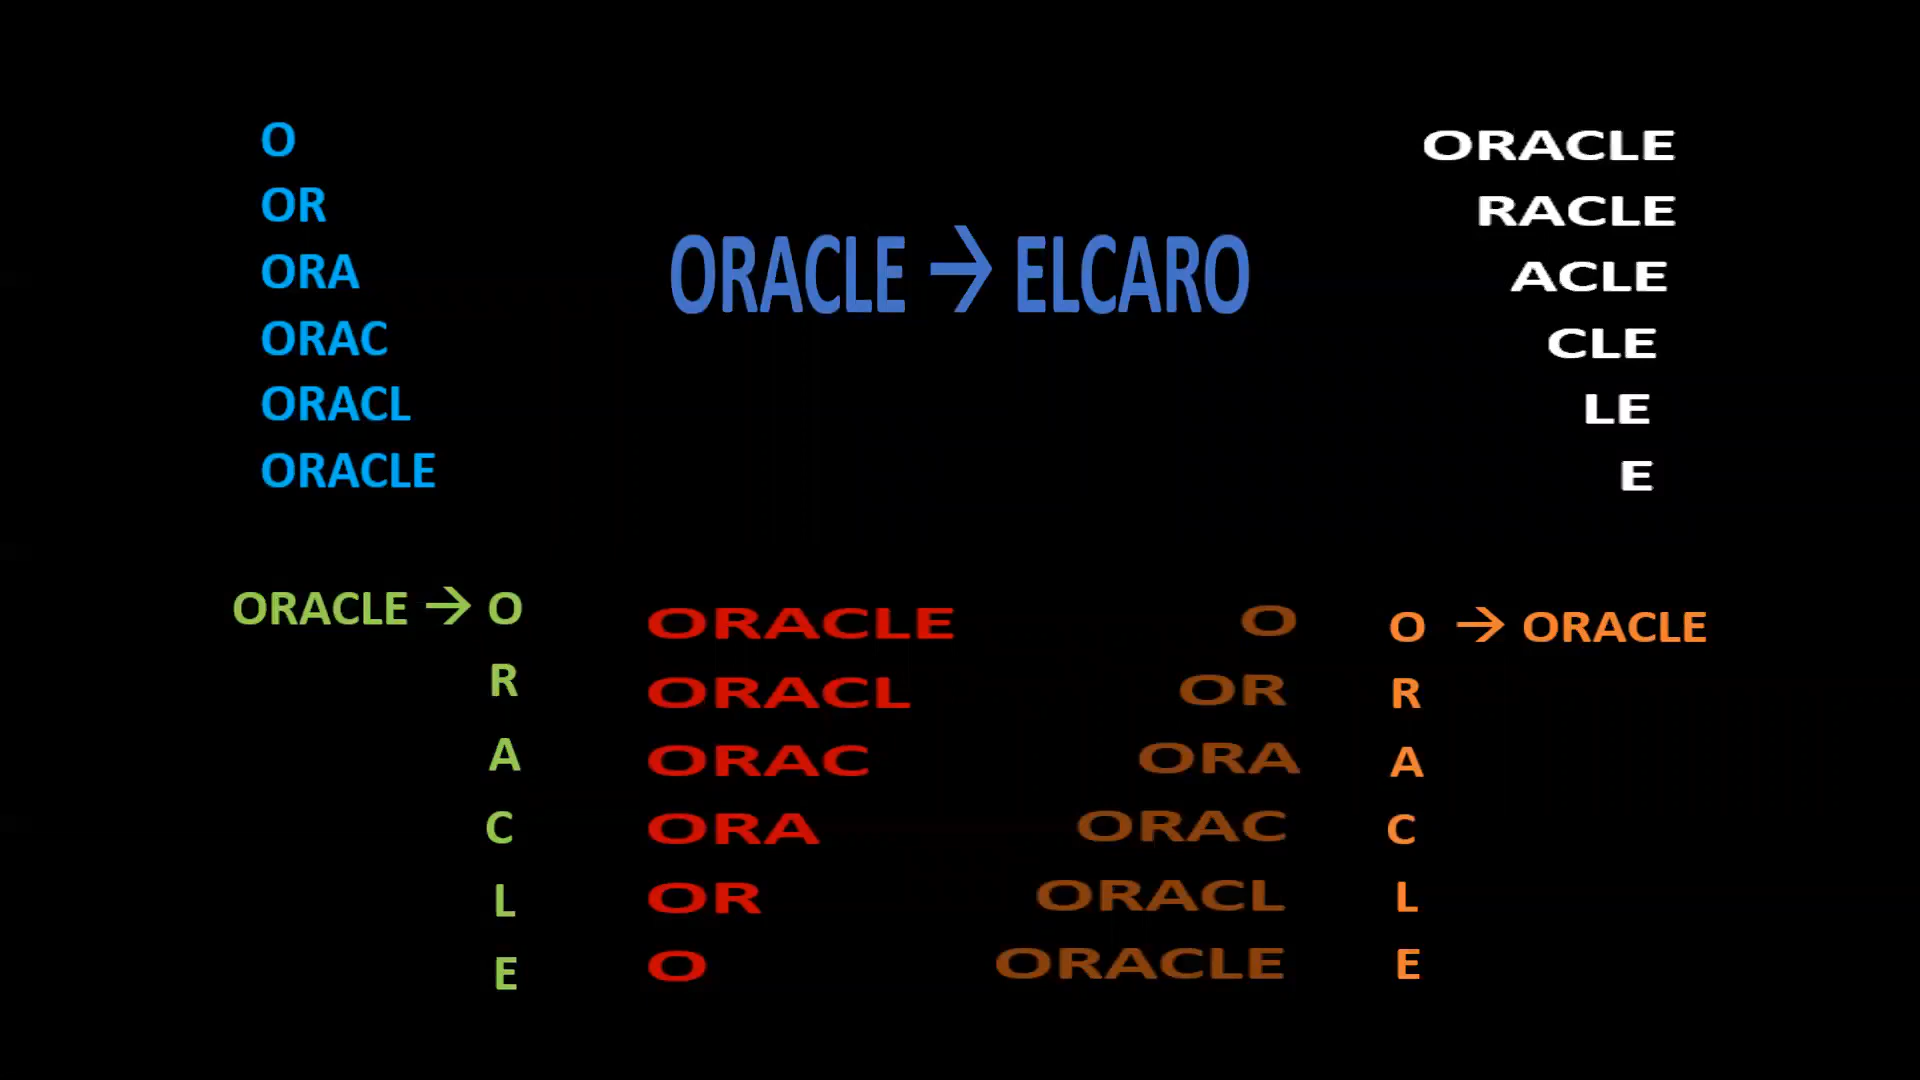 O
OR
ORA
ORAC
ORACL
ORACLE
ORACLE → ELCARO
ORACLE
RACLE
ACLE
CLE
LE
E
ORACLE → O
R
A
C
L
E
ORACLE
ORACL
ORAC
ORA
OR
O
O
OR
ORA
ORAC
ORACL
ORACLE
O → ORACLE
R
A
C
L
E